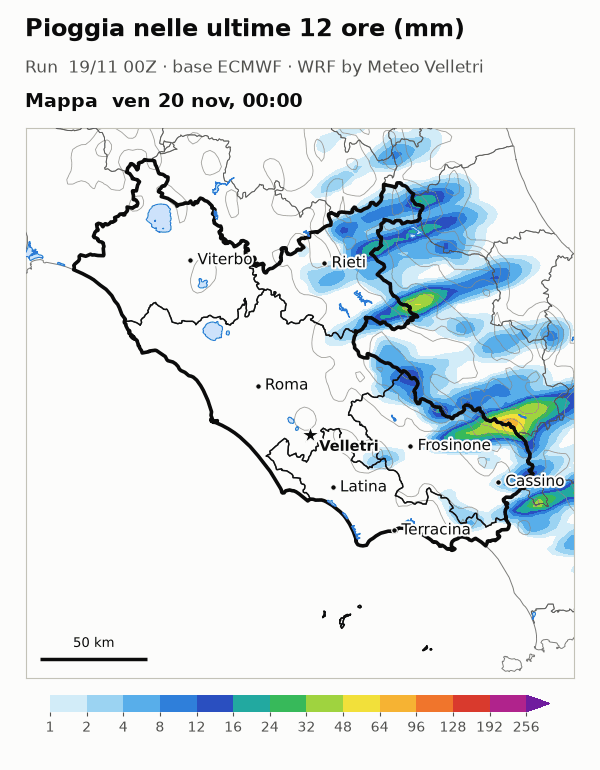 Pioggia nelle ultime 12 ore (mm)
Run  19/11 00Z · base ECMWF · WRF by Meteo Velletri
Mappa  ven 20 nov, 00:00
Viterbo
Rieti
Roma
Velletri
Frosinone
Cassino
Latina
Terracina
50 km
1 2 4 8 12 16 24 32 48 64 96 128 192 256